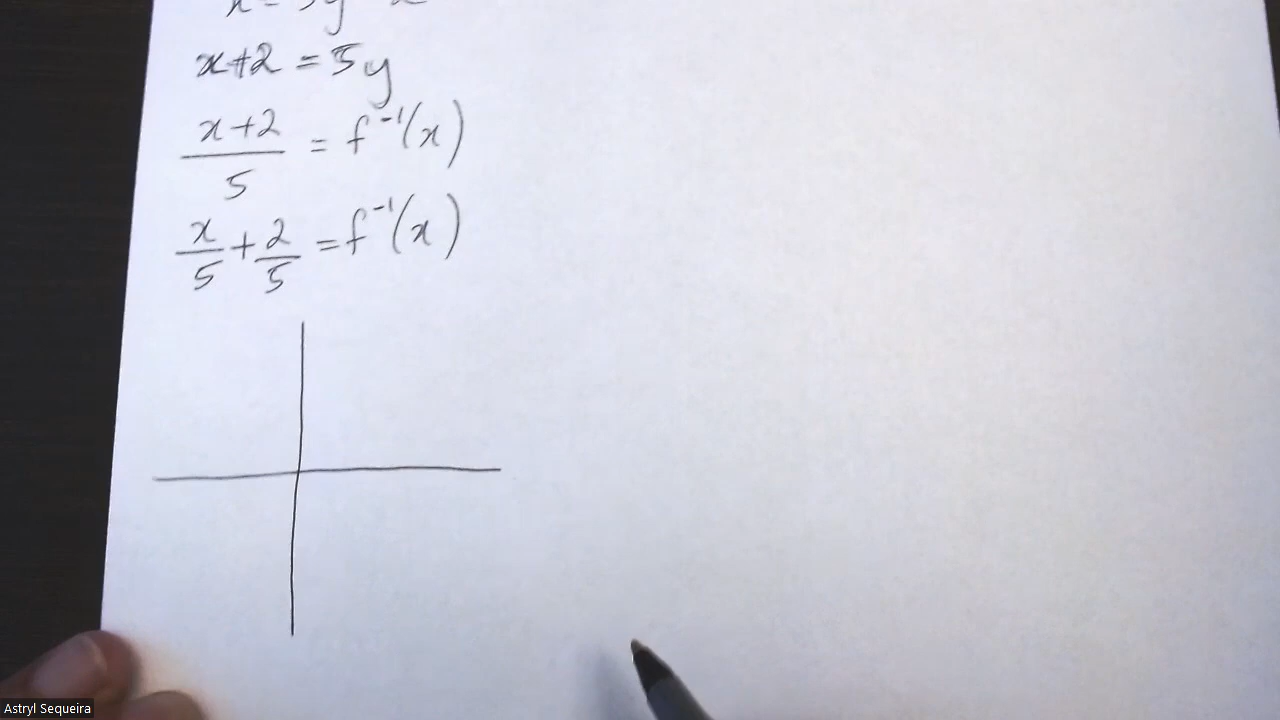 x+2 = 5y
x+2/5 = f⁻¹(x)
x/5 + 2/5 = f⁻¹(x)
Astryl Sequeira